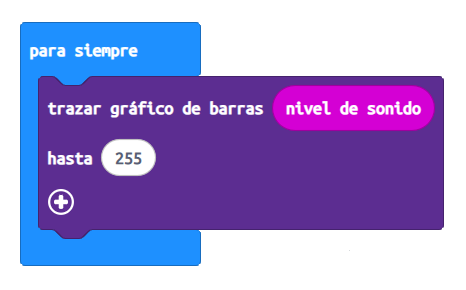 para siempre
trazar gráfico de barras nivel de sonido
hasta 255